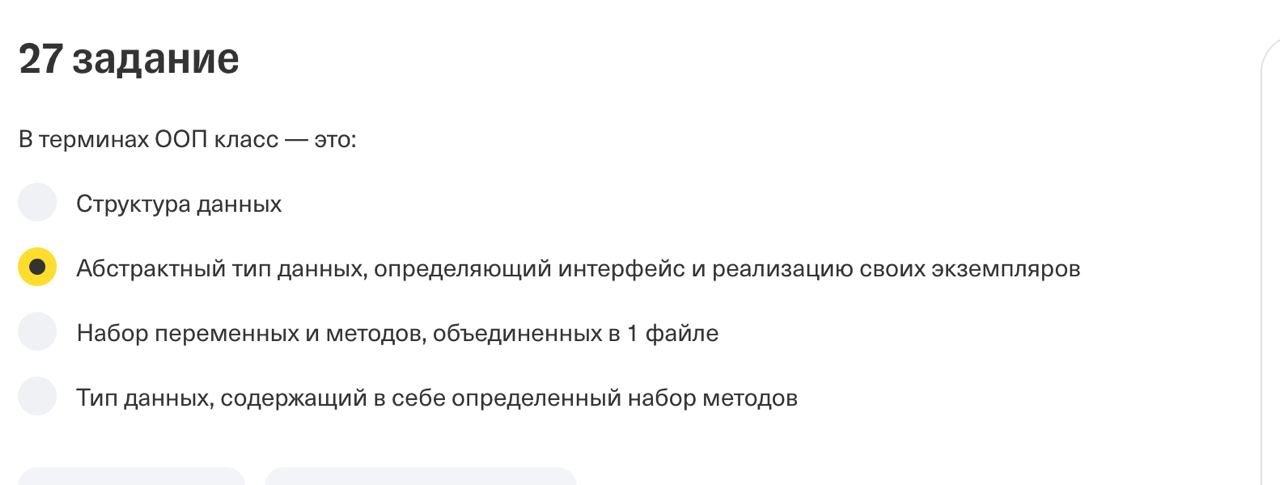 27 задание
В терминах ООП класс — это:
Структура данных
Абстрактный тип данных, определяющий интерфейс и реализацию своих экземпляров
Набор переменных и методов, объединенных в 1 файле
Тип данных, содержащий в себе определенный набор методов